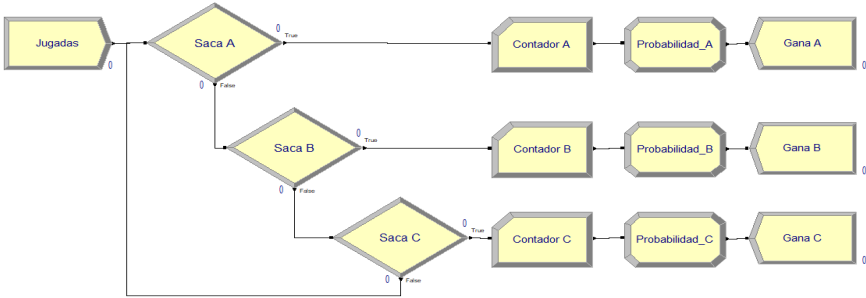 Jugadas
0
Saca A
0
True
0
False
Contador A
Probabilidad_A
Gana A
0
Saca B
0
True
0
False
Contador B
Probabilidad_B
Gana B
0
Saca C
0
True
0
False
Contador C
Probabilidad_C
Gana C
0